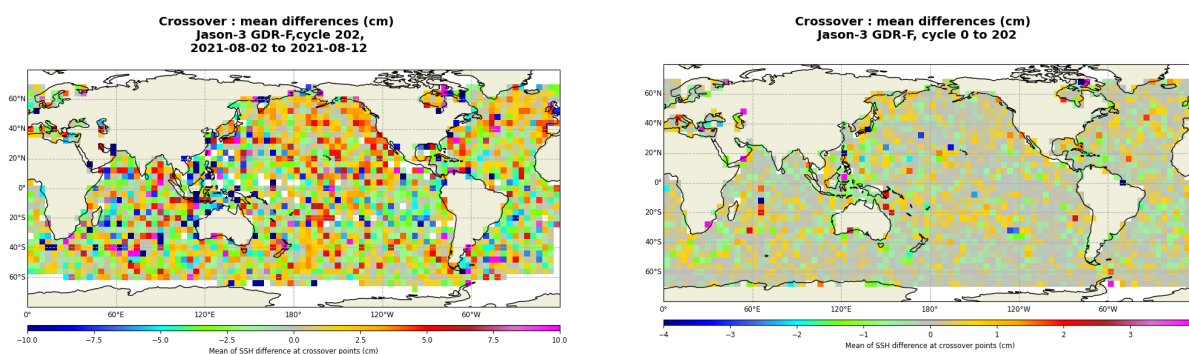 Crossover : mean differences (cm)
Jason-3 GDR-F,cycle 202,
2021-08-02 to 2021-08-12
60°N
40°N
20°N
0°
20°S
40°S
60°S
0° 60°E 120°E 180°W 120°W 60°W
−10.0 −7.5 −5.0 −2.5 0.0 2.5 5.0 7.5 10.0
Mean of SSH difference at crossover points (cm)
Crossover : mean differences (cm)
Jason-3 GDR-F, cycle 0 to 202
60°N
40°N
20°N
0°
20°S
40°S
60°S
0° 60°E 120°E 180°W 120°W 60°W
−4 −3 −2 −1 0 1 2 3
Mean of SSH difference at crossover points (cm)